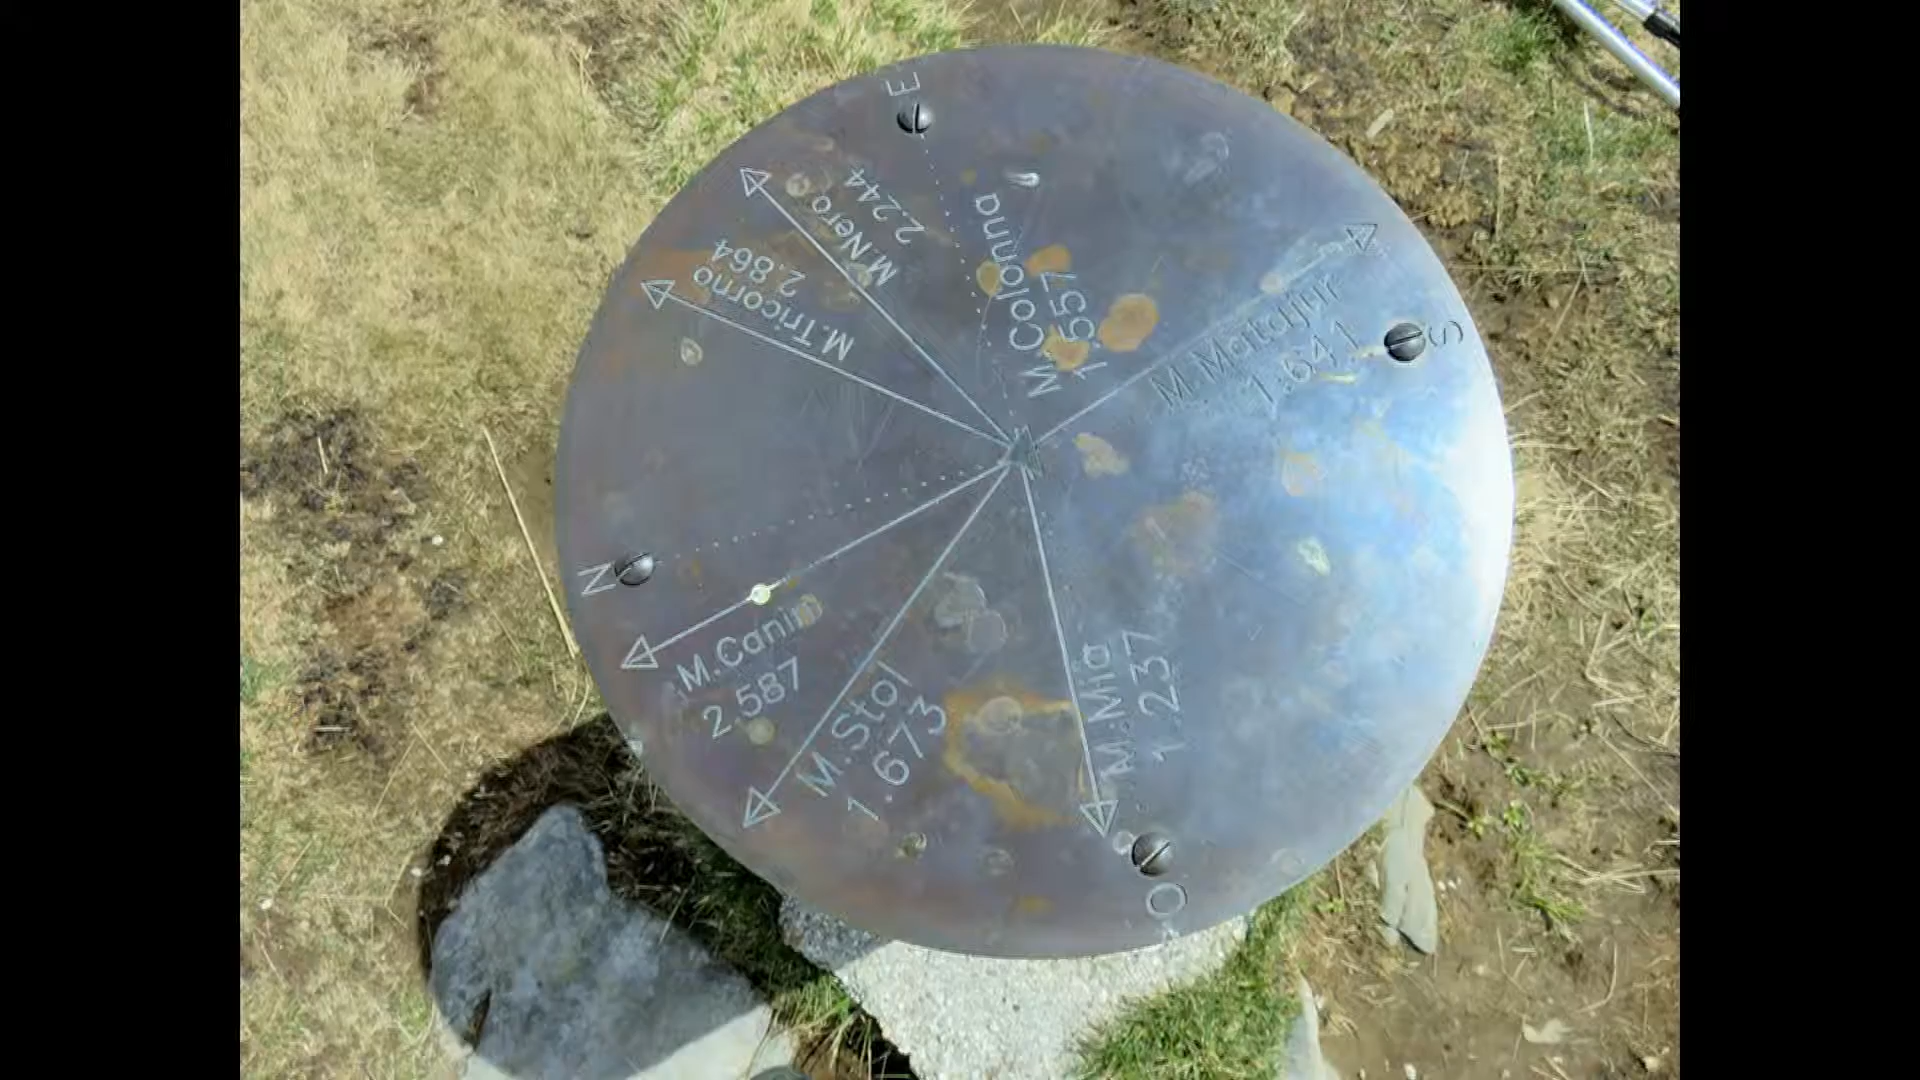 E
M.Nero
2.244
M.Tricorno
2.864
M.Colonna
1.557
M.Matajur
1.641
S
N
M.Canin
2.587
M.Stol
1.673
M.Mia
1.237
O